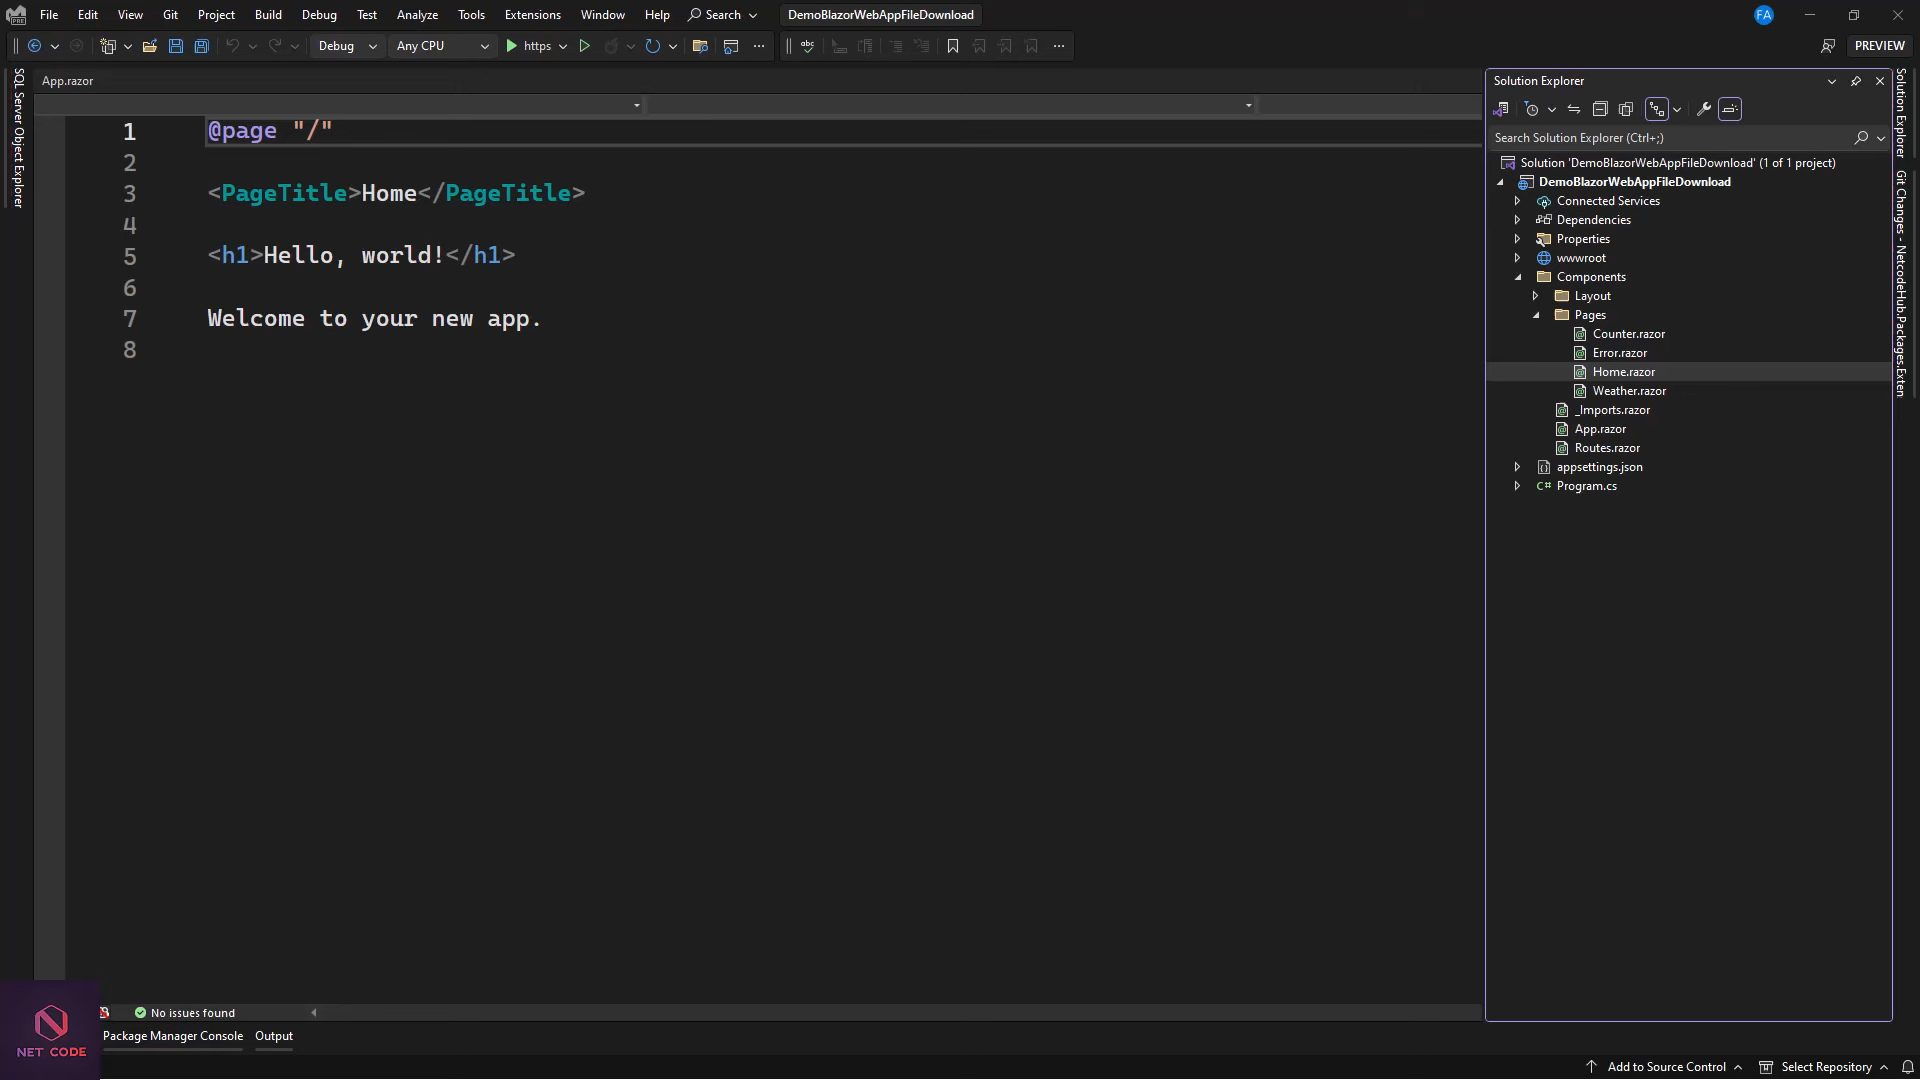 File Edit View Git Project Build Debug Test Analyze Tools Extensions Window Help Search DemoBlazorWebAppFileDownload FA
Debug Any CPU https PREVIEW
SQL Server Object Explorer
App.razor
1 @page "/"
2
3 <PageTitle>Home</PageTitle>
4
5 <h1>Hello, world!</h1>
6
7 Welcome to your new app.
8
Solution Explorer
Search Solution Explorer (Ctrl+;)
Solution 'DemoBlazorWebAppFileDownload' (1 of 1 project)
DemoBlazorWebAppFileDownload
Connected Services
Dependencies
Properties
wwwroot
Components
Layout
Pages
Counter.razor
Error.razor
Home.razor
Weather.razor
_Imports.razor
App.razor
Routes.razor
appsettings.json
C# Program.cs
Solution Explorer
Git Changes - NetcodeHub.Packages.Exten
No issues found
Package Manager Console Output
NET CODE
Add to Source Control Select Repository